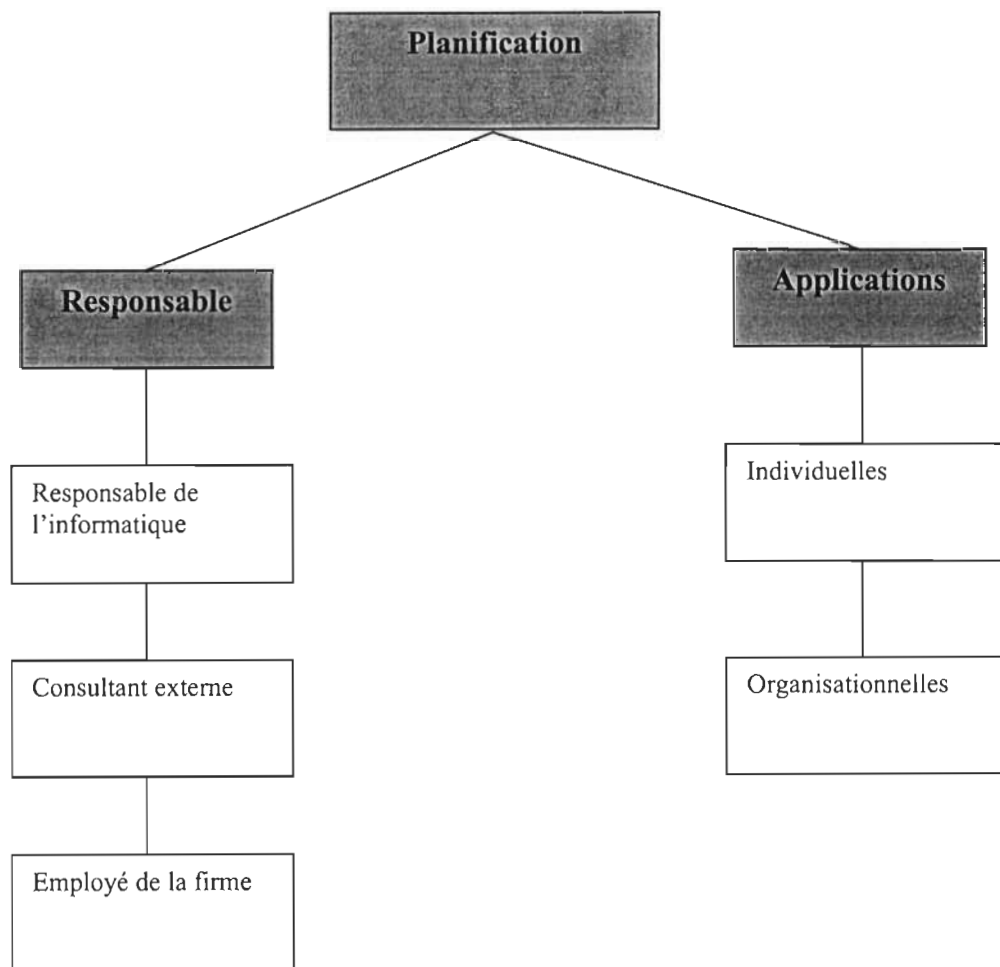 Planification
Responsable
Applications
Responsable de
l'informatique
Individuelles
Consultant externe
Organisationnelles
Employé de la firme